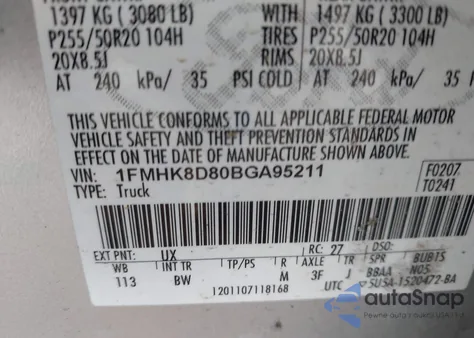 1397 KG ( 3080 LB) WITH 1497 KG ( 3300 LB)
P255/50R20 104H TIRES P255/50R20 104H
20X8.5J RIMS 20X8.5J
AT 240 kPa/ 35 PSI COLD AT 240 kPa/ 35 PSI
THIS VEHICLE CONFORMS TO ALL APPLICABLE FEDERAL MOTOR
VEHICLE SAFETY AND THEFT PREVENTION STANDARDS IN
EFFECT ON THE DATE OF MANUFACTURE SHOWN ABOVE.
VIN: 1FMHK8D80BGA95211
TYPE: Truck
F0207
T0241
EXT PNT: UX RC: 27 DSO:
WB INT TR TP/PS R AXLE TR SPR BUBTS
113 BW M 3F J BBAA NOS
1201107118168 UTC 5U5A-1520472-BA
autoSnap